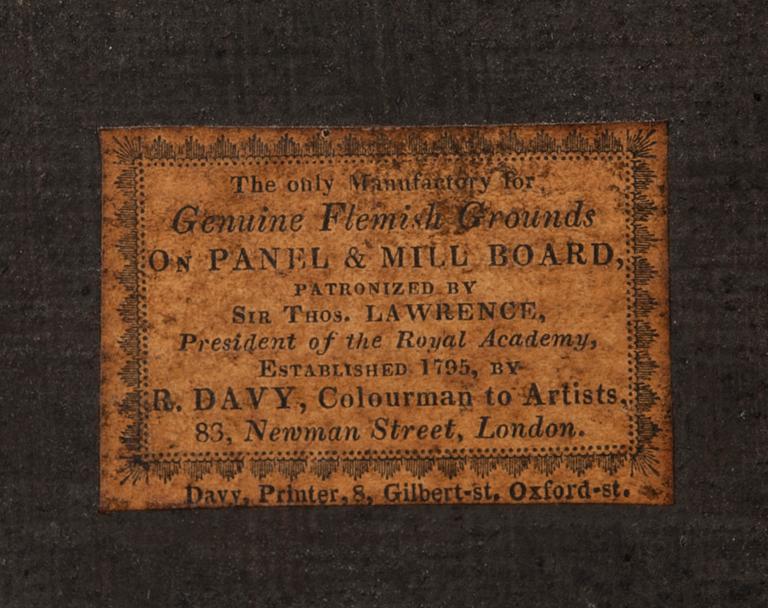 The only Manufactory for
Genuine Flemish Grounds
ON PANEL & MILL BOARD,
PATRONIZED BY
SIR THOS. LAWRENCE,
President of the Royal Academy,
ESTABLISHED 1795, BY
R. DAVY, Colourman to Artists,
83, Newman Street, London.
Davy, Printer, 8, Gilbert-st. Oxford-st.